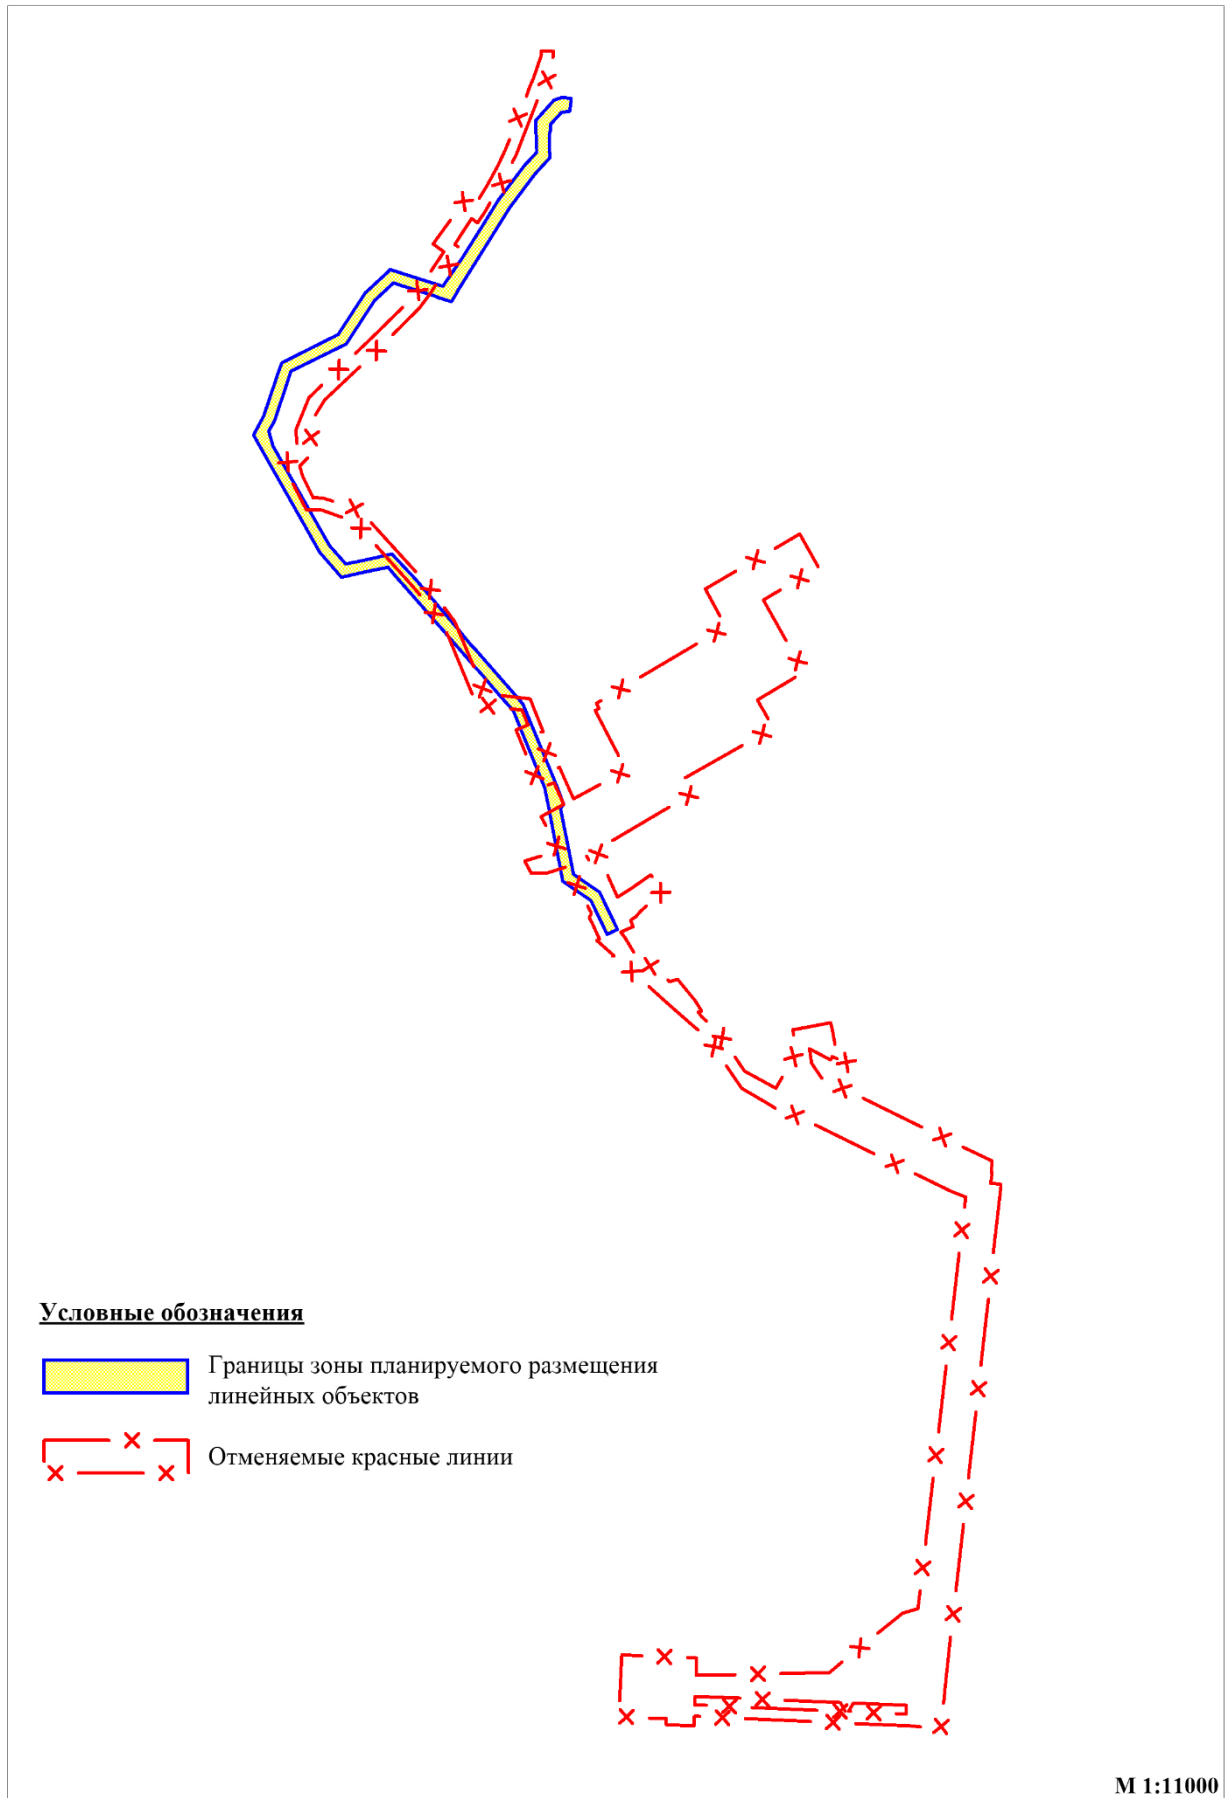 Условные обозначения
Границы зоны планируемого размещения
линейных объектов
Отменяемые красные линии
М 1:11000